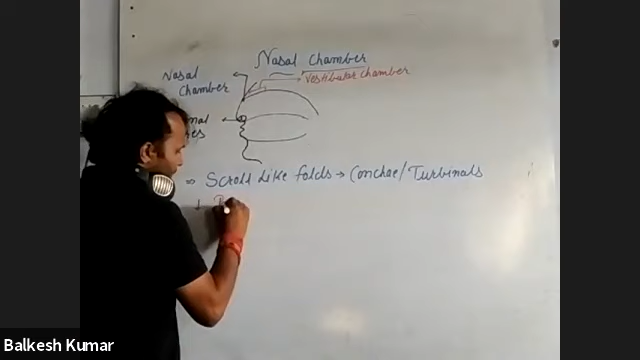 Nasal Chamber
Vestibular Chamber
Nasal
Chamber
⇒ Scroll Like folds → Conchae/Turbinals
Balkesh Kumar